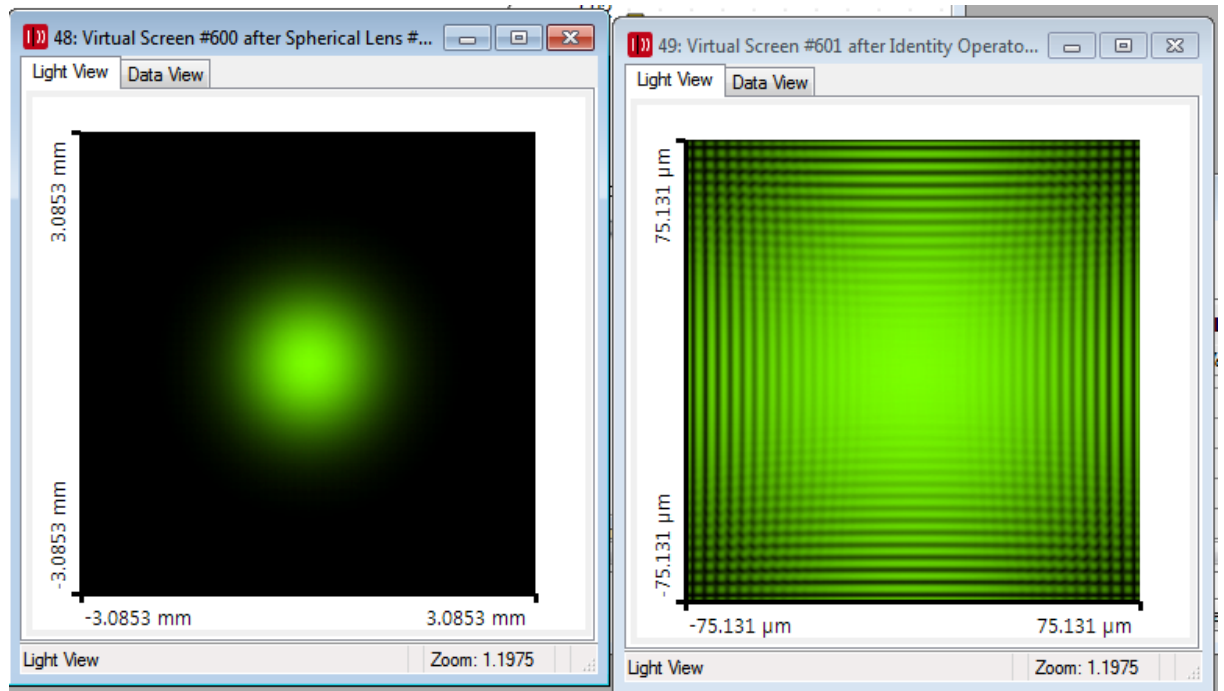 48: Virtual Screen #600 after Spherical Lens #...
Light View
Data View
3.0853 mm
-3.0853 mm
-3.0853 mm
3.0853 mm
Light View
Zoom: 1.1975
49: Virtual Screen #601 after Identity Operato...
Light View
Data View
75.131 µm
-75.131 µm
-75.131 µm
75.131 µm
Light View
Zoom: 1.1975